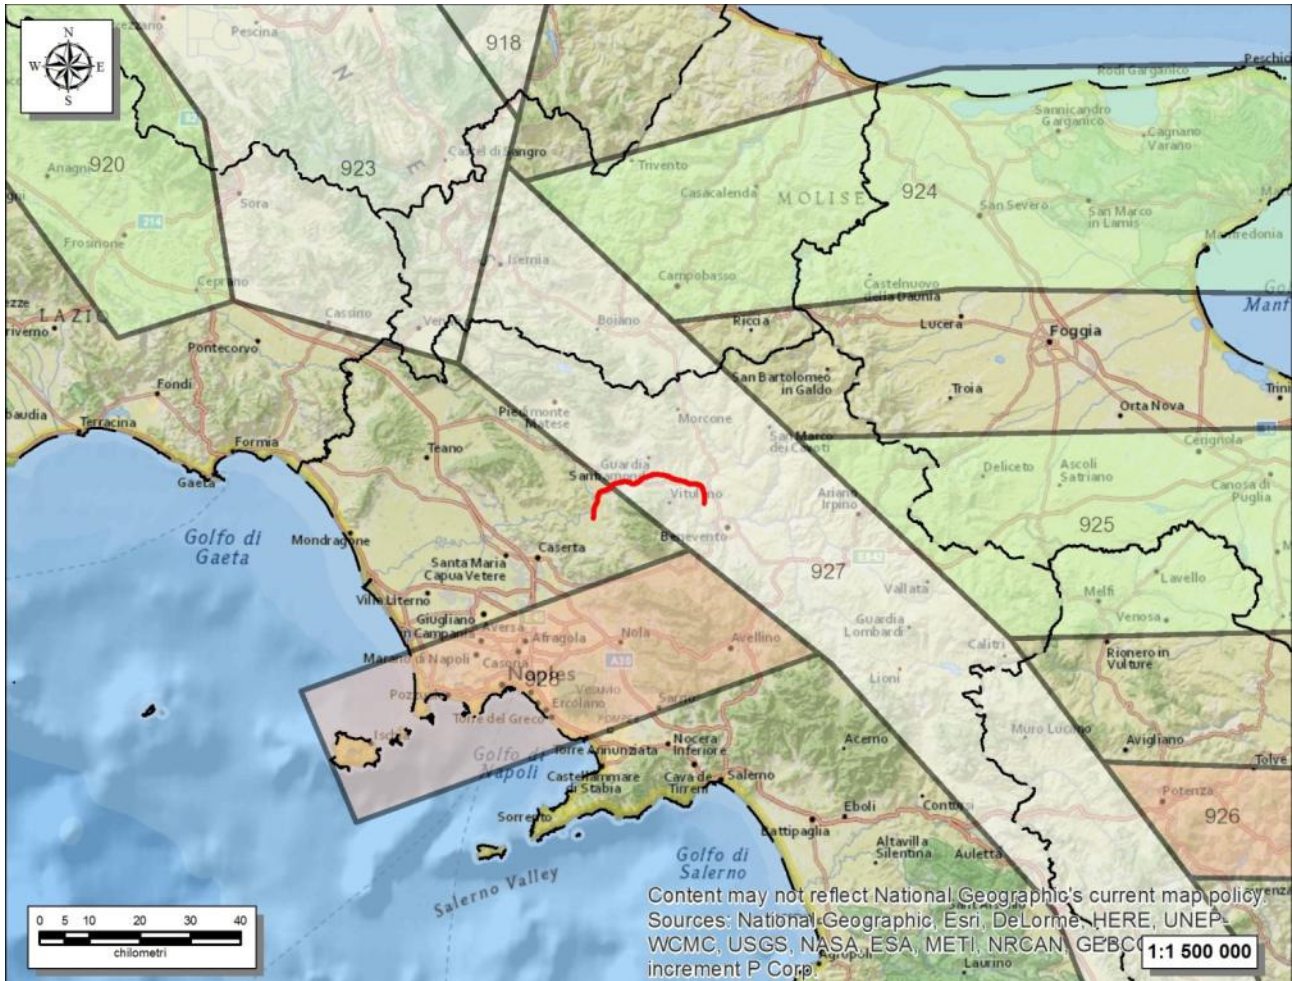 N
W
E
S
Pescina
918
Rodi Garganico
Peschici
Sannicandro
Garganico
Cagnano
Varano
Castel di Sangro
Trivento
920
Anagni
923
Casacalenda
MOLISE
924
Sora
San Severo
San Marco
in Lamis
214
Manfredonia
Frosinone
Isernia
Campobasso
Castelnuovo
della Daunia
Ceprano
LAZIO
Cassino
Boiano
Riccia
Lucera
Foggia
Pontecorvo
Fondi
San Bartolomeo
in Galdo
Troia
Orta Nova
Terracina
Piedimonte
Matese
Morcone
Formia
Teano
San Marco
dei Cavoti
Cerignola
Gaeta
Guardia
Deliceto
Ascoli
Satriano
Canosa di
Puglia
Vitulano
Ariano
Irpino
Golfo di
Gaeta
Mondragone
Caserta
Benevento
925
Santa Maria
Capua Vetere
E842
927
Lavello
Villa Literno
Vallata
Melfi
Giugliano
in Campania
Aversa
Afragola
Nola
Avellino
Guardia
Lombardi
Venosa
Marano di Napoli
Casoria
A16
Calitri
Rionero in
Vulture
Naples
928
Lioni
Vesuvio
Ercolano
Sarno
Torre del Greco
Muro Lucano
Golfo di
Napoli
Torre Annunziata
Nocera
Inferiore
Acerno
Avigliano
Tolve
Castellammare
di Stabia
Cava de'
Tirreni
Salerno
Potenza
Sorrento
Eboli
Contursi
926
Battipaglia
Altavilla
Silentina
Auletta
Golfo di
Salerno
Salerno Valley
Content may not reflect National Geographic's current map policy.
Sources: National Geographic, Esri, DeLorme, HERE, UNEP-
WCMC, USGS, NASA, ESA, METI, NRCAN, GEBCO,
increment P Corp.
Agropoli
Laurino
0 5 10 20 30 40
chilometri
1:1 500 000